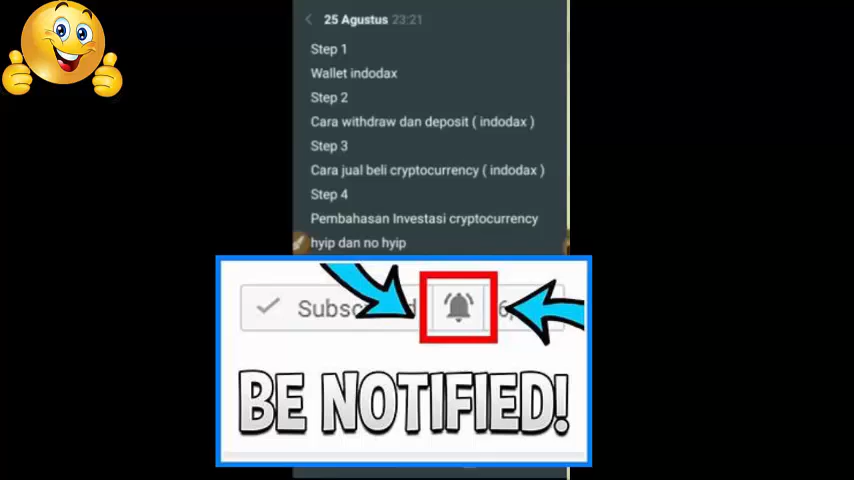 25 Agustus 23:21
Step 1
Wallet indodax
Step 2
Cara withdraw dan deposit ( indodax )
Step 3
Cara jual beli cryptocurrency ( indodax )
Step 4
Pembahasan Investasi cryptocurrency
hyip dan no hyip
BE NOTIFIED!